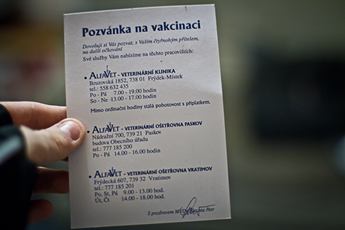 Pozvánka na vakcinaci
Dovoluji si Vás pozvat, s Vaším čtyřnohým přítelem,
na další očkování
Své služby Vám nabízíme na těchto pracovištích:
• ALFAVET - VETERINÁRNÍ KLINIKA
Bruzovská 1852, 738 01 Frýdek-Místek
tel.: 558 632 435
Po - Pá 7.00 - 19.00 hodin
So - Ne 13.00 - 17.00 hodin
Mimo ordinační hodiny stálá pohotovost s příplatkem.
• ALFAVET - VETERINÁRNÍ OŠETŘOVNA PASKOV
Nádražní 700, 739 21 Paskov
budova Obecního úřadu
tel.: 777 185 200
Po - Pá 14.00 - 16.00 hodin
• ALFAVET - VETERINÁRNÍ OŠETŘOVNA VRATIMOV
Frýdecká 607, 739 32 Vratimov
tel.: 777 185 201
Po, St, Pá 9.00 - 13.00 hod.
Út, Čt 14.00 - 18.00 hod.
S pozdravem